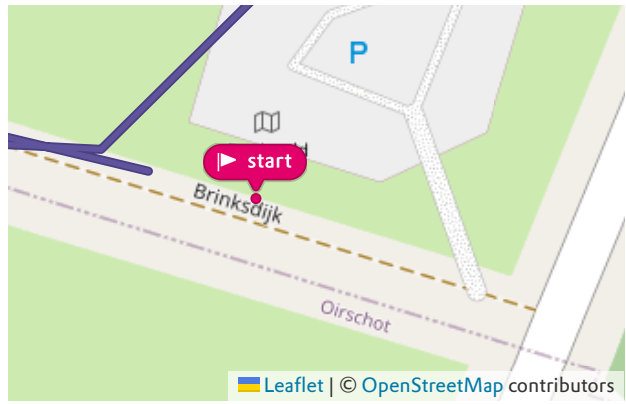 P
start
Brinksdijk
Oirschot
Leaflet | © OpenStreetMap contributors